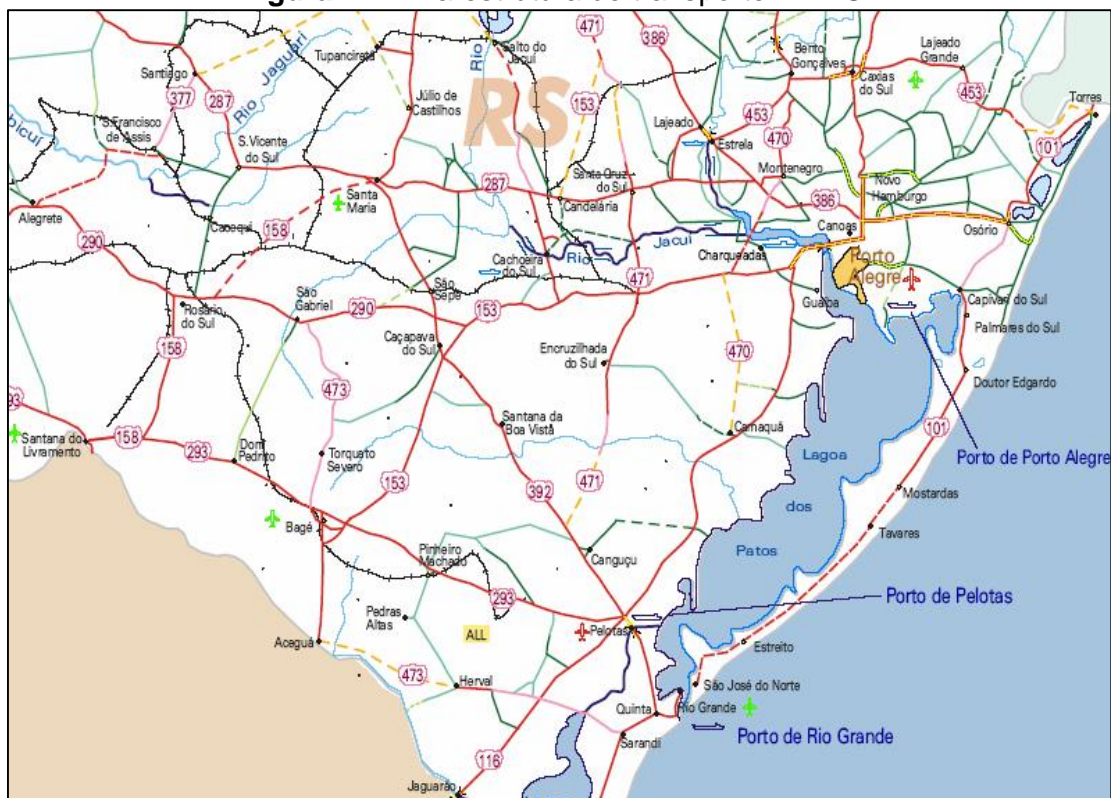 471
386
Bento
Gonçalves
Lajeado
Grande
Salto do
Jacuí
Rio
Tupanciretã
Santiago
Rio Jaguari
Caxias
do Sul
RS
153
453
Torres
377
287
Júlio de
Castilhos
Lajeado
453
101
S.Francisco
de Assis
Estrela
470
S.Vicente
do Sul
Montenegro
Santa Cruz
do Sul
287
Novo
Hamburgo
Santa
Maria
Candelária
386
Alegrete
Cacequi
158
Canoas
Osório
290
Jacuí
Rio
Cachoeira
do Sul
Charqueadas
Porto
Alegre
471
São
Sepé
Guaíba
Capivari do Sul
São
Gabriel
Rosário
do Sul
290
153
Palmares do Sul
158
Caçapava
do Sul
Encruzilhada
do Sul
470
Doutor Edgardo
473
Santana da
Boa Vista
Camaquã
101
Santana do
Livramento
158
293
Dom
Pedrito
Torquato
Severo
Lagoa
Porto de Porto Alegre
153
392
471
Mostardas
dos
Bagé
Tavares
Patos
Pinheiro
Machado
Canguçu
293
Porto de Pelotas
Pedras
Altas
ALL
Pelotas
Aceguá
Estreito
473
Herval
São José do Norte
Quinta
Rio Grande
Sarandi
Porto de Rio Grande
116
Jaguarão